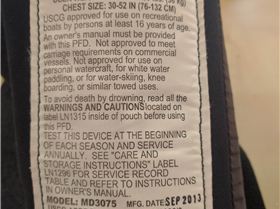 CHEST SIZE: 30-52 IN (76-132 CM)
USCG approved for use on recreational
boats by persons at least 16 years of age.
An owner's manual must be provided
with this PFD. Not approved to meet
carriage requirements on commercial
vessels. Not approved for use on
personal watercraft, for white water
paddling, or for water-skiing, knee
boarding, or similar towed uses.
To avoid death by drowning, read all the
WARNINGS AND CAUTIONS located on
label LN1315 inside of pouch before using
this PFD.
TEST THIS DEVICE AT THE BEGINNING
OF EACH SEASON AND SERVICE
ANNUALLY. SEE "CARE AND
STORAGE INSTRUCTIONS" LABEL
LN1296 FOR SERVICE RECORD
TABLE AND REFER TO INSTRUCTIONS
IN OWNER'S MANUAL.
MODEL: MD3075 MFG. DATE SEP 2013